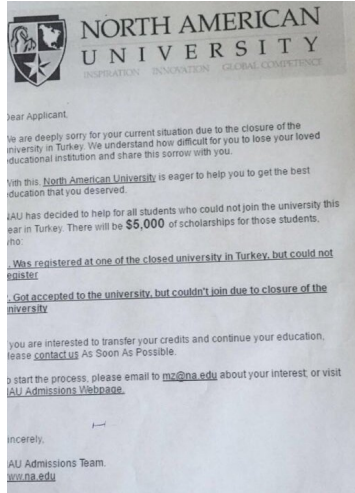 NORTH AMERICAN
UNIVERSITY
INSPIRATION INNOVATION GLOBAL COMPETENCE
Dear Applicant,
We are deeply sorry for your current situation due to the closure of the
university in Turkey. We understand how difficult for you to lose your loved
educational institution and share this sorrow with you.
With this, North American University is eager to help you to get the best
education that you deserved.
NAU has decided to help for all students who could not join the university this
year in Turkey. There will be $5,000 of scholarships for those students,
who:
. Was registered at one of the closed university in Turkey, but could not
register
. Got accepted to the university, but couldn't join due to closure of the
university
you are interested to transfer your credits and continue your education,
please contact us As Soon As Possible.
to start the process, please email to mz@na.edu about your interest, or visit
NAU Admissions Webpage.
Sincerely,
NAU Admissions Team.
www.na.edu